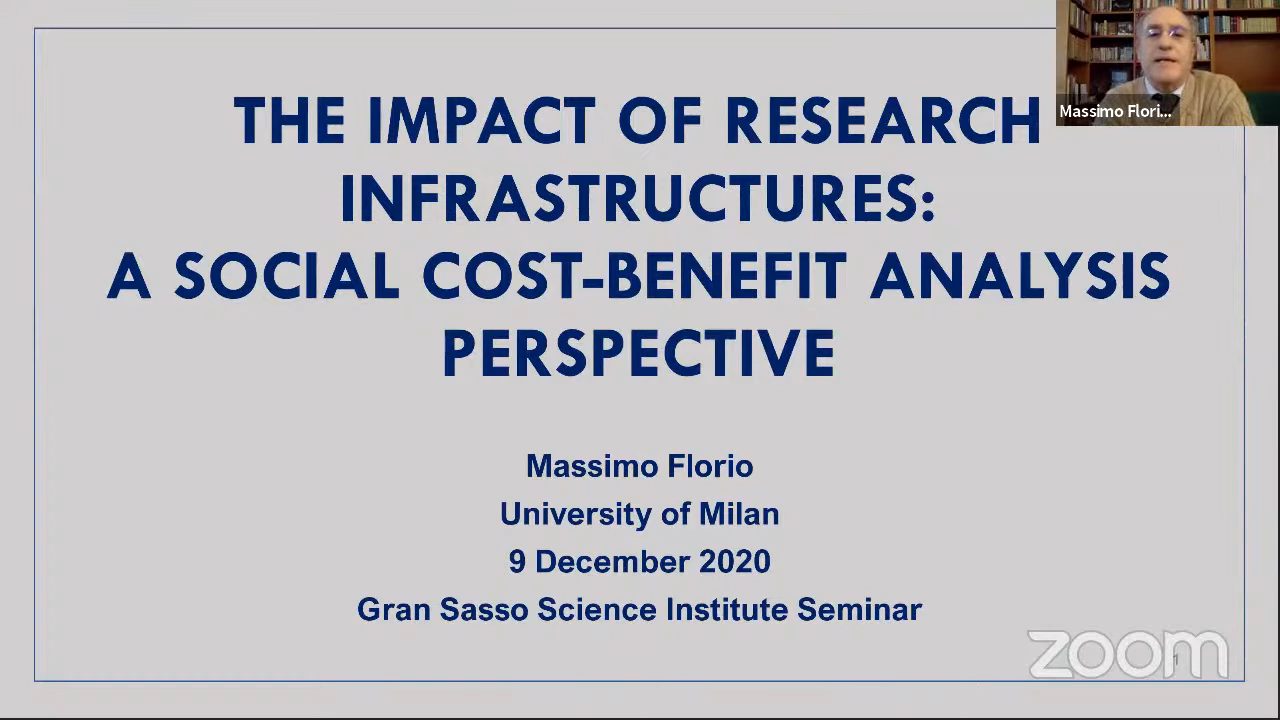 THE IMPACT OF RESEARCH
INFRASTRUCTURES:
A SOCIAL COST-BENEFIT ANALYSIS
PERSPECTIVE
Massimo Florio
University of Milan
9 December 2020
Gran Sasso Science Institute Seminar
Massimo Flori...
zoom
1